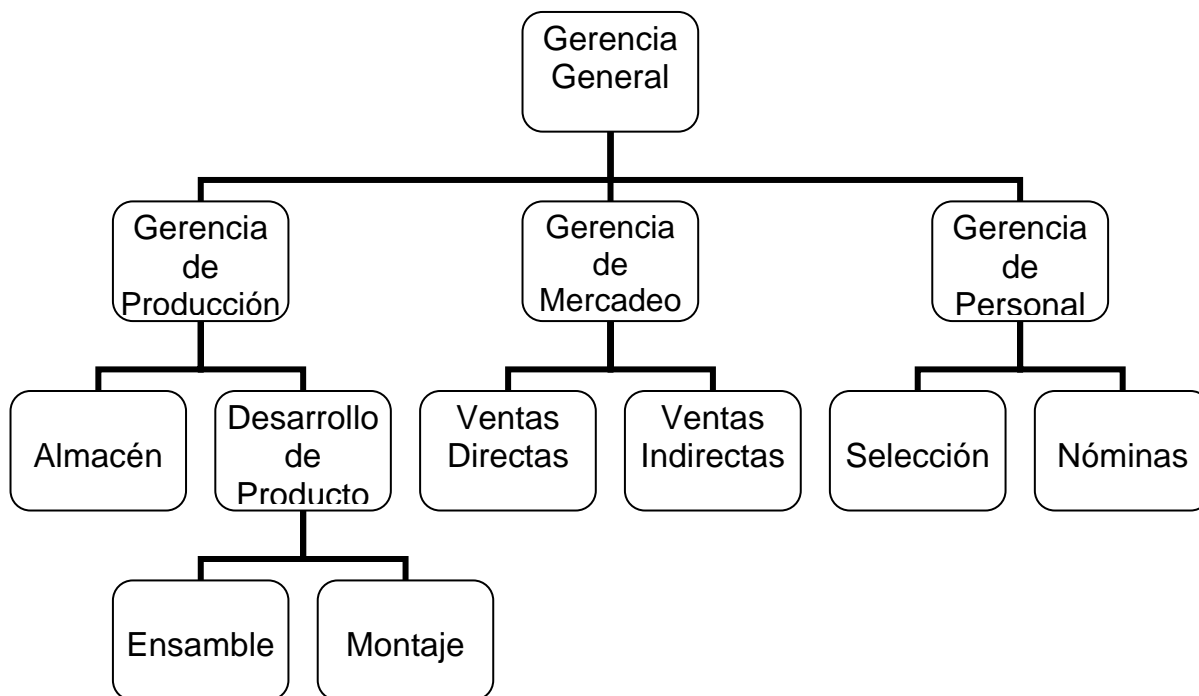 Gerencia
General
Gerencia
de
Producción
Gerencia
de
Mercadeo
Gerencia
de
Personal
Almacén
Desarrollo
de
Producto
Ventas
Directas
Ventas
Indirectas
Selección
Nóminas
Ensamble
Montaje